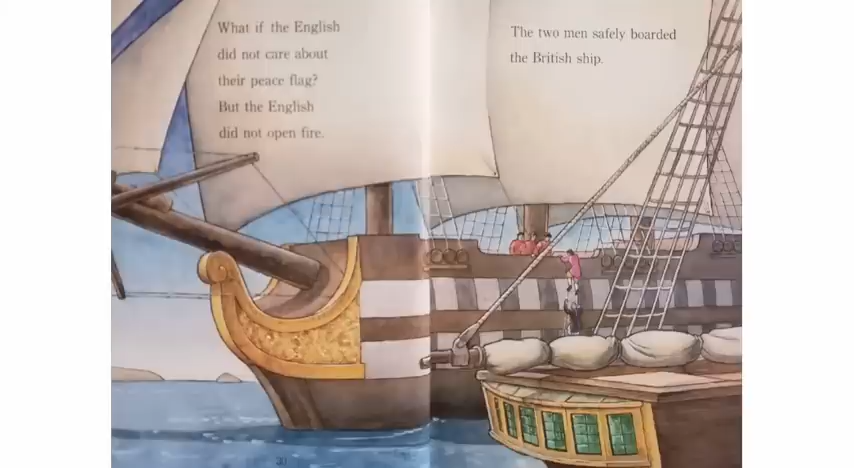 What if the English
did not care about
their peace flag?
But the English
did not open fire.
The two men safely boarded
the British ship.
30